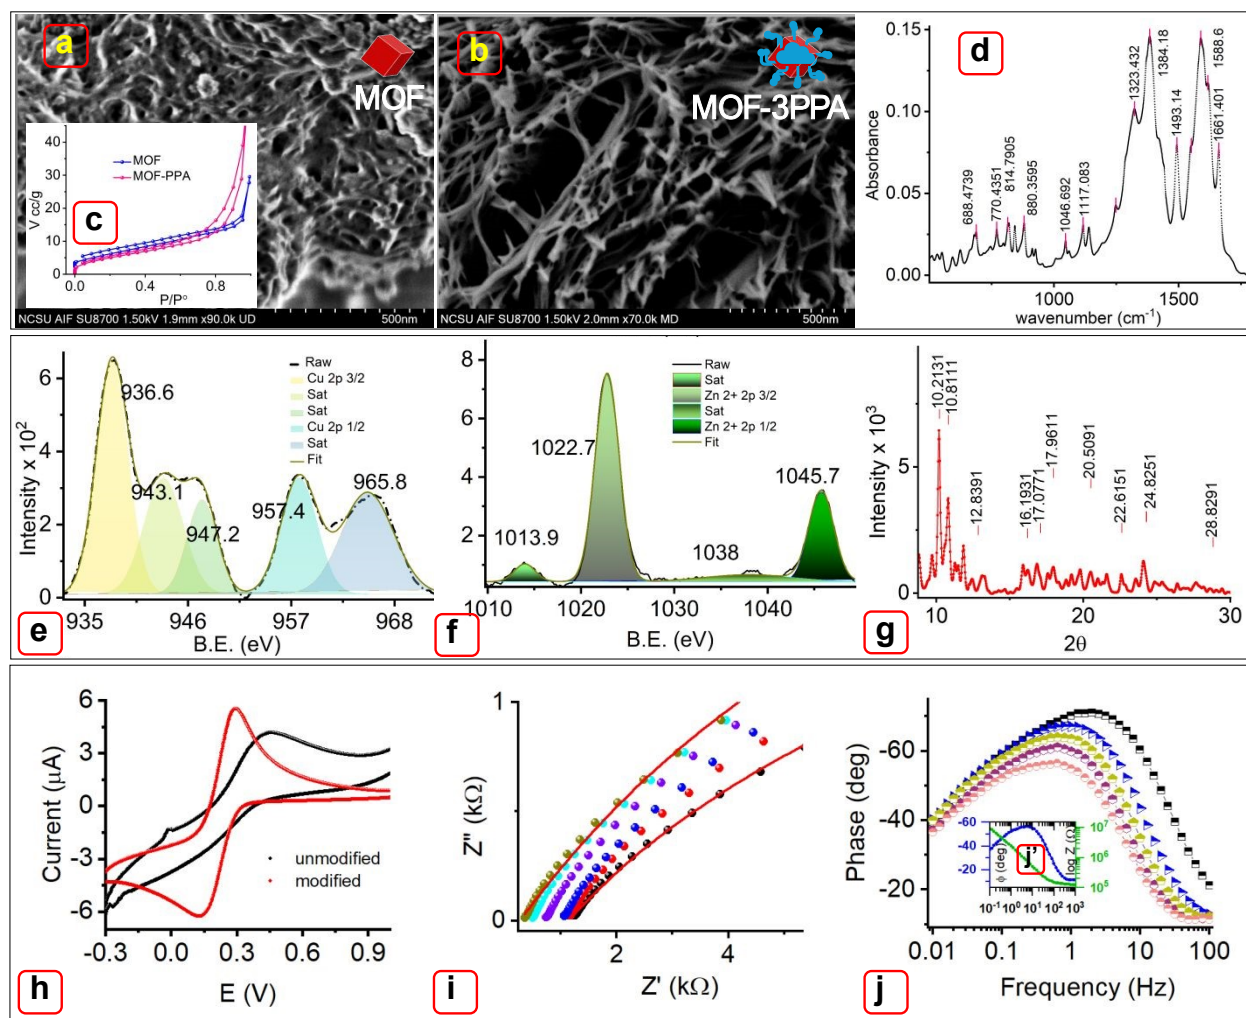 a
MOF
V cc/g
40
30
20
10
0
MOF
MOF-PPA
c
0.0
0.4
0.8
P/P°
NCSU AIF SU8700 1.50kV 1.9mm x90.0k UD
500nm
b
MOF-3PPA
NCSU AIF SU8700 1.50kV 2.0mm x70.0k MD
500nm
d
Absorbance
0.15
0.10
0.05
0.00
688.4739
770.4351
814.7905
880.3595
1046.692
1117.083
1323.432
1384.18
1493.14
1588.6
1661.401
1000
1500
wavenumber (cm-1)
Intensity x 10²
6
4
2
0
936.6
943.1
947.2
957.4
965.8
Raw
Cu 2p 3/2
Sat
Sat
Cu 2p 1/2
Sat
Fit
935
946
957
968
B.E. (eV)
e
8
6
4
2
0
1013.9
1022.7
1038
1045.7
Raw
Sat
Zn 2+ 2p 3/2
Sat
Zn 2+ 2p 1/2
Fit
1010
1020
1030
1040
B.E. (eV)
f
Intensity x 10³
5
0
10.2131
10.8111
12.8391
16.1931
17.0771
17.9611
20.5091
22.6151
24.8251
28.8291
10
20
30
2θ
g
Current (µA)
6
3
0
-3
-6
unmodified
modified
-0.3
0.0
0.3
0.6
0.9
E (V)
h
Z'' (kΩ)
1
0
2
4
Z' (kΩ)
i
Phase (deg)
-60
-40
-20
0.01
0.1
1
10
100
Frequency (Hz)
j
ϕ (deg)
-60
-40
-20
j'
log Z (Ω)
10⁷
10⁶
10⁵
10⁻¹
10⁰
10¹
10²
10³